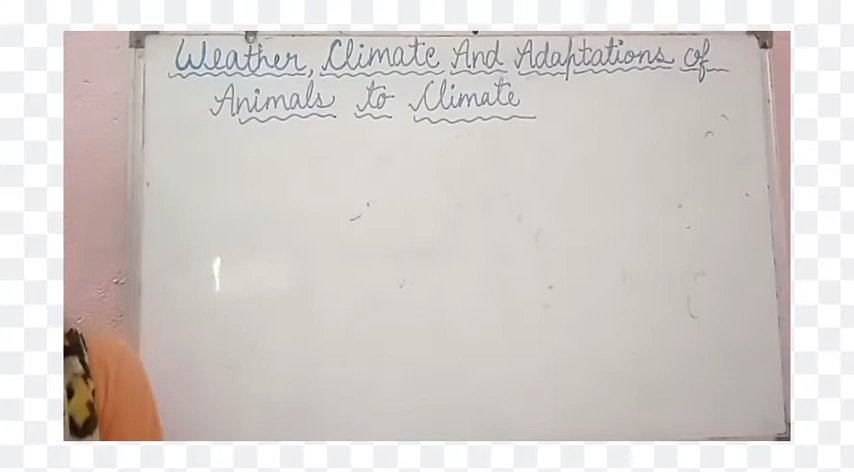 Weather, Climate And Adaptations of
Animals to Climate